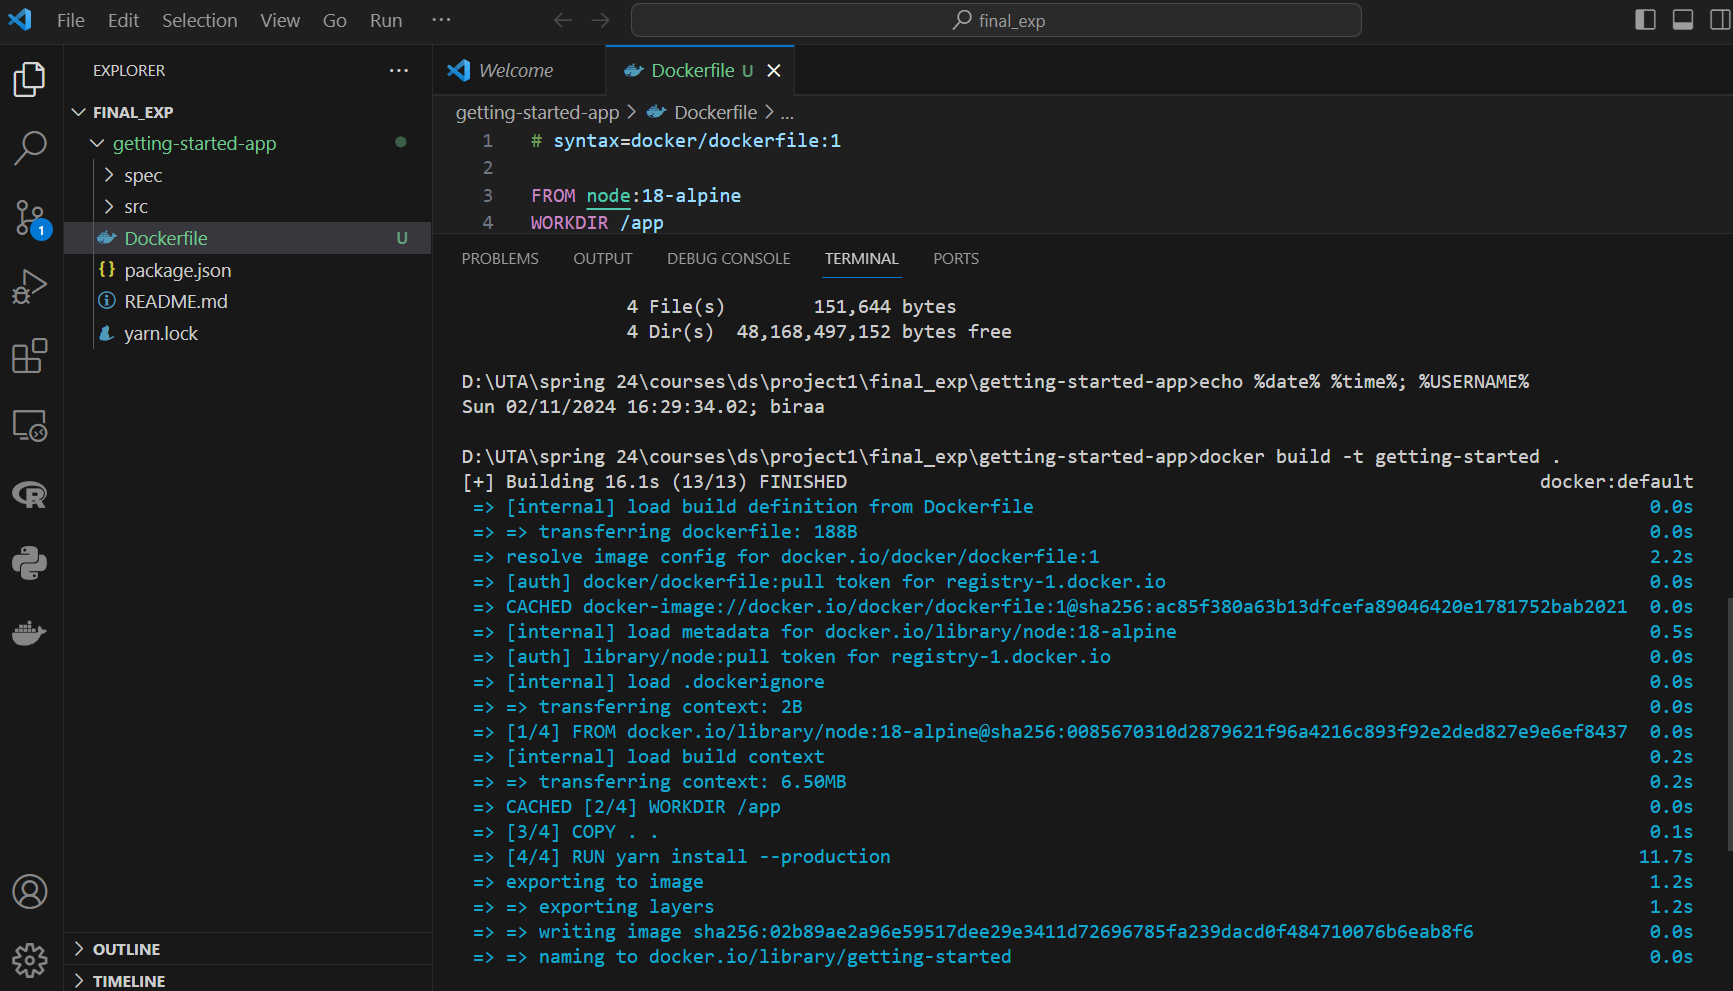 File Edit Selection View Go Run ··· final_exp
EXPLORER ···
FINAL_EXP
getting-started-app
spec
src
Dockerfile U
package.json
README.md
yarn.lock
OUTLINE
TIMELINE
1
Welcome Dockerfile U
getting-started-app > Dockerfile > ...
1 # syntax=docker/dockerfile:1
2
3 FROM node:18-alpine
4 WORKDIR /app
PROBLEMS OUTPUT DEBUG CONSOLE TERMINAL PORTS
4 File(s) 151,644 bytes
4 Dir(s) 48,168,497,152 bytes free
D:\UTA\spring 24\courses\ds\project1\final_exp\getting-started-app>echo %date% %time%; %USERNAME%
Sun 02/11/2024 16:29:34.02; biraa
D:\UTA\spring 24\courses\ds\project1\final_exp\getting-started-app>docker build -t getting-started .
[+] Building 16.1s (13/13) FINISHED docker:default
=> [internal] load build definition from Dockerfile 0.0s
=> => transferring dockerfile: 188B 0.0s
=> resolve image config for docker.io/docker/dockerfile:1 2.2s
=> [auth] docker/dockerfile:pull token for registry-1.docker.io 0.0s
=> CACHED docker-image://docker.io/docker/dockerfile:1@sha256:ac85f380a63b13dfcefa89046420e1781752bab2021 0.0s
=> [internal] load metadata for docker.io/library/node:18-alpine 0.5s
=> [auth] library/node:pull token for registry-1.docker.io 0.0s
=> [internal] load .dockerignore 0.0s
=> => transferring context: 2B 0.0s
=> [1/4] FROM docker.io/library/node:18-alpine@sha256:0085670310d2879621f96a4216c893f92e2ded827e9e6ef8437 0.0s
=> [internal] load build context 0.2s
=> => transferring context: 6.50MB 0.2s
=> CACHED [2/4] WORKDIR /app 0.0s
=> [3/4] COPY . . 0.1s
=> [4/4] RUN yarn install --production 11.7s
=> exporting to image 1.2s
=> => exporting layers 1.2s
=> => writing image sha256:02b89ae2a96e59517dee29e3411d72696785fa239dacd0f484710076b6eab8f6 0.0s
=> => naming to docker.io/library/getting-started 0.0s